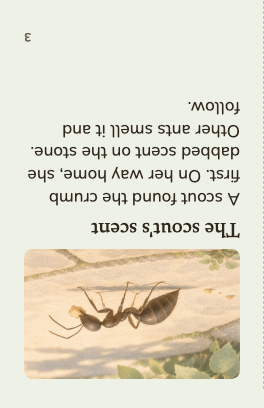 The scout's scent
A scout found the crumb
first. On her way home, she
dabbed scent on the stone.
Other ants smell it and
follow.
3